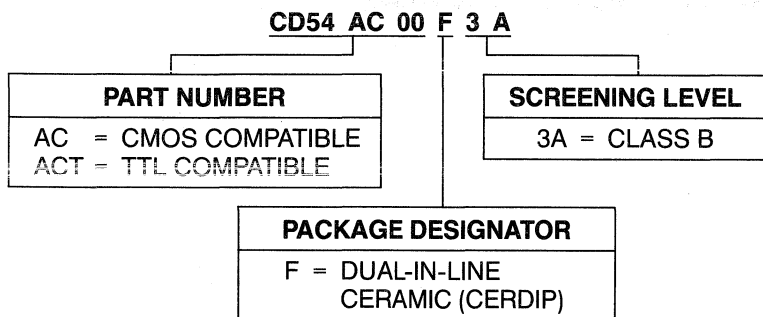 CD54 AC 00 F 3 A
PART NUMBER
AC = CMOS COMPATIBLE
ACT = TTL COMPATIBLE
SCREENING LEVEL
3A = CLASS B
PACKAGE DESIGNATOR
F = DUAL-IN-LINE
CERAMIC (CERDIP)